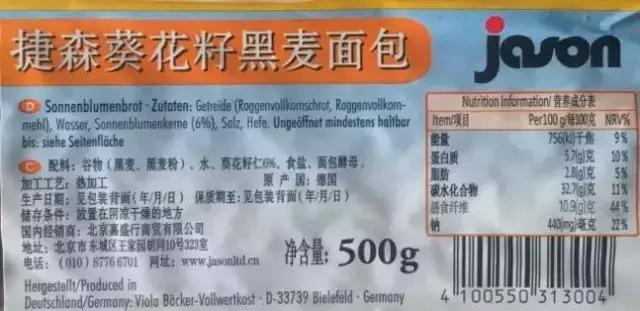 捷森葵花籽黑麦面包
jason
D Sonnenblumenbrot · Zutaten: Getreide (Roggenvollkornschrot, Roggenvollkorn-
mehl), Wasser, Sonnenblumenkerne (6%), Salz, Hefe. Ungeöffnet mindestens haltbar
bis: siehe Seitenfläche
C 配料：谷物（黑麦、黑麦粉）、水、葵花籽仁6%、食盐、面包酵母。
加工工艺：热加工 原产国：德国
生产日期：见包装背面（年/月/日） 保质期至：见包装背面（年/月/日）
储存条件：放置在阴凉干燥的地方
国内经销商：北京嘉盛行商贸有限公司
地址：北京市东城区王家园胡同10号323室
电话：（010）8776 6701 网址：www.jasonltd.cn
净含量：500g
Hergestellt/Produced in
Deutschland/Germany: Viola Böcker-Vollwertkost · D-33739 Bielefeld · Germany
Nutrition Information/营养成分表
Item/项目 Per100 g/每100克 NRV%
能量 756(kJ)千焦 9%
蛋白质 5.7(g)克 10%
脂肪 2.8(g)克 5%
碳水化合物 32.7(g)克 11%
膳食纤维 10.9(g)克 44%
钠 440(mg)毫克 22%
4 100550 313004